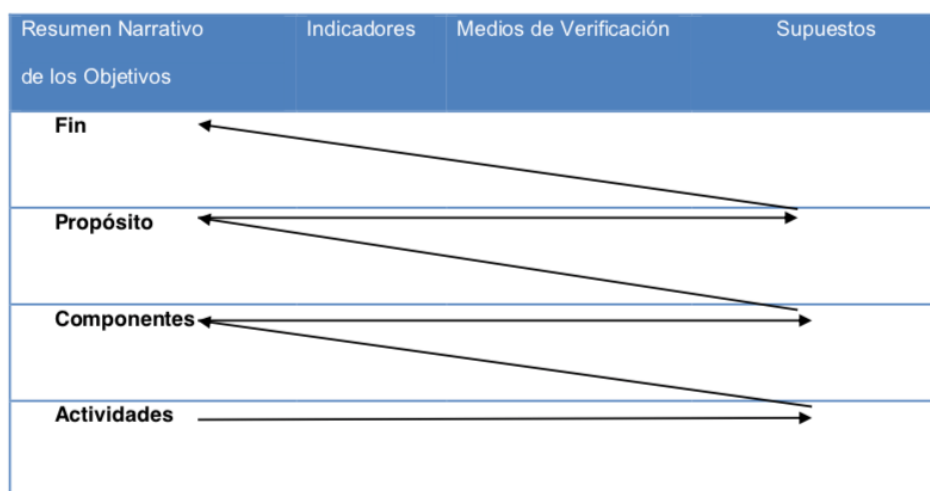 Resumen Narrativo
de los Objetivos
Indicadores
Medios de Verificación
Supuestos
Fin
Propósito
Componentes
Actividades